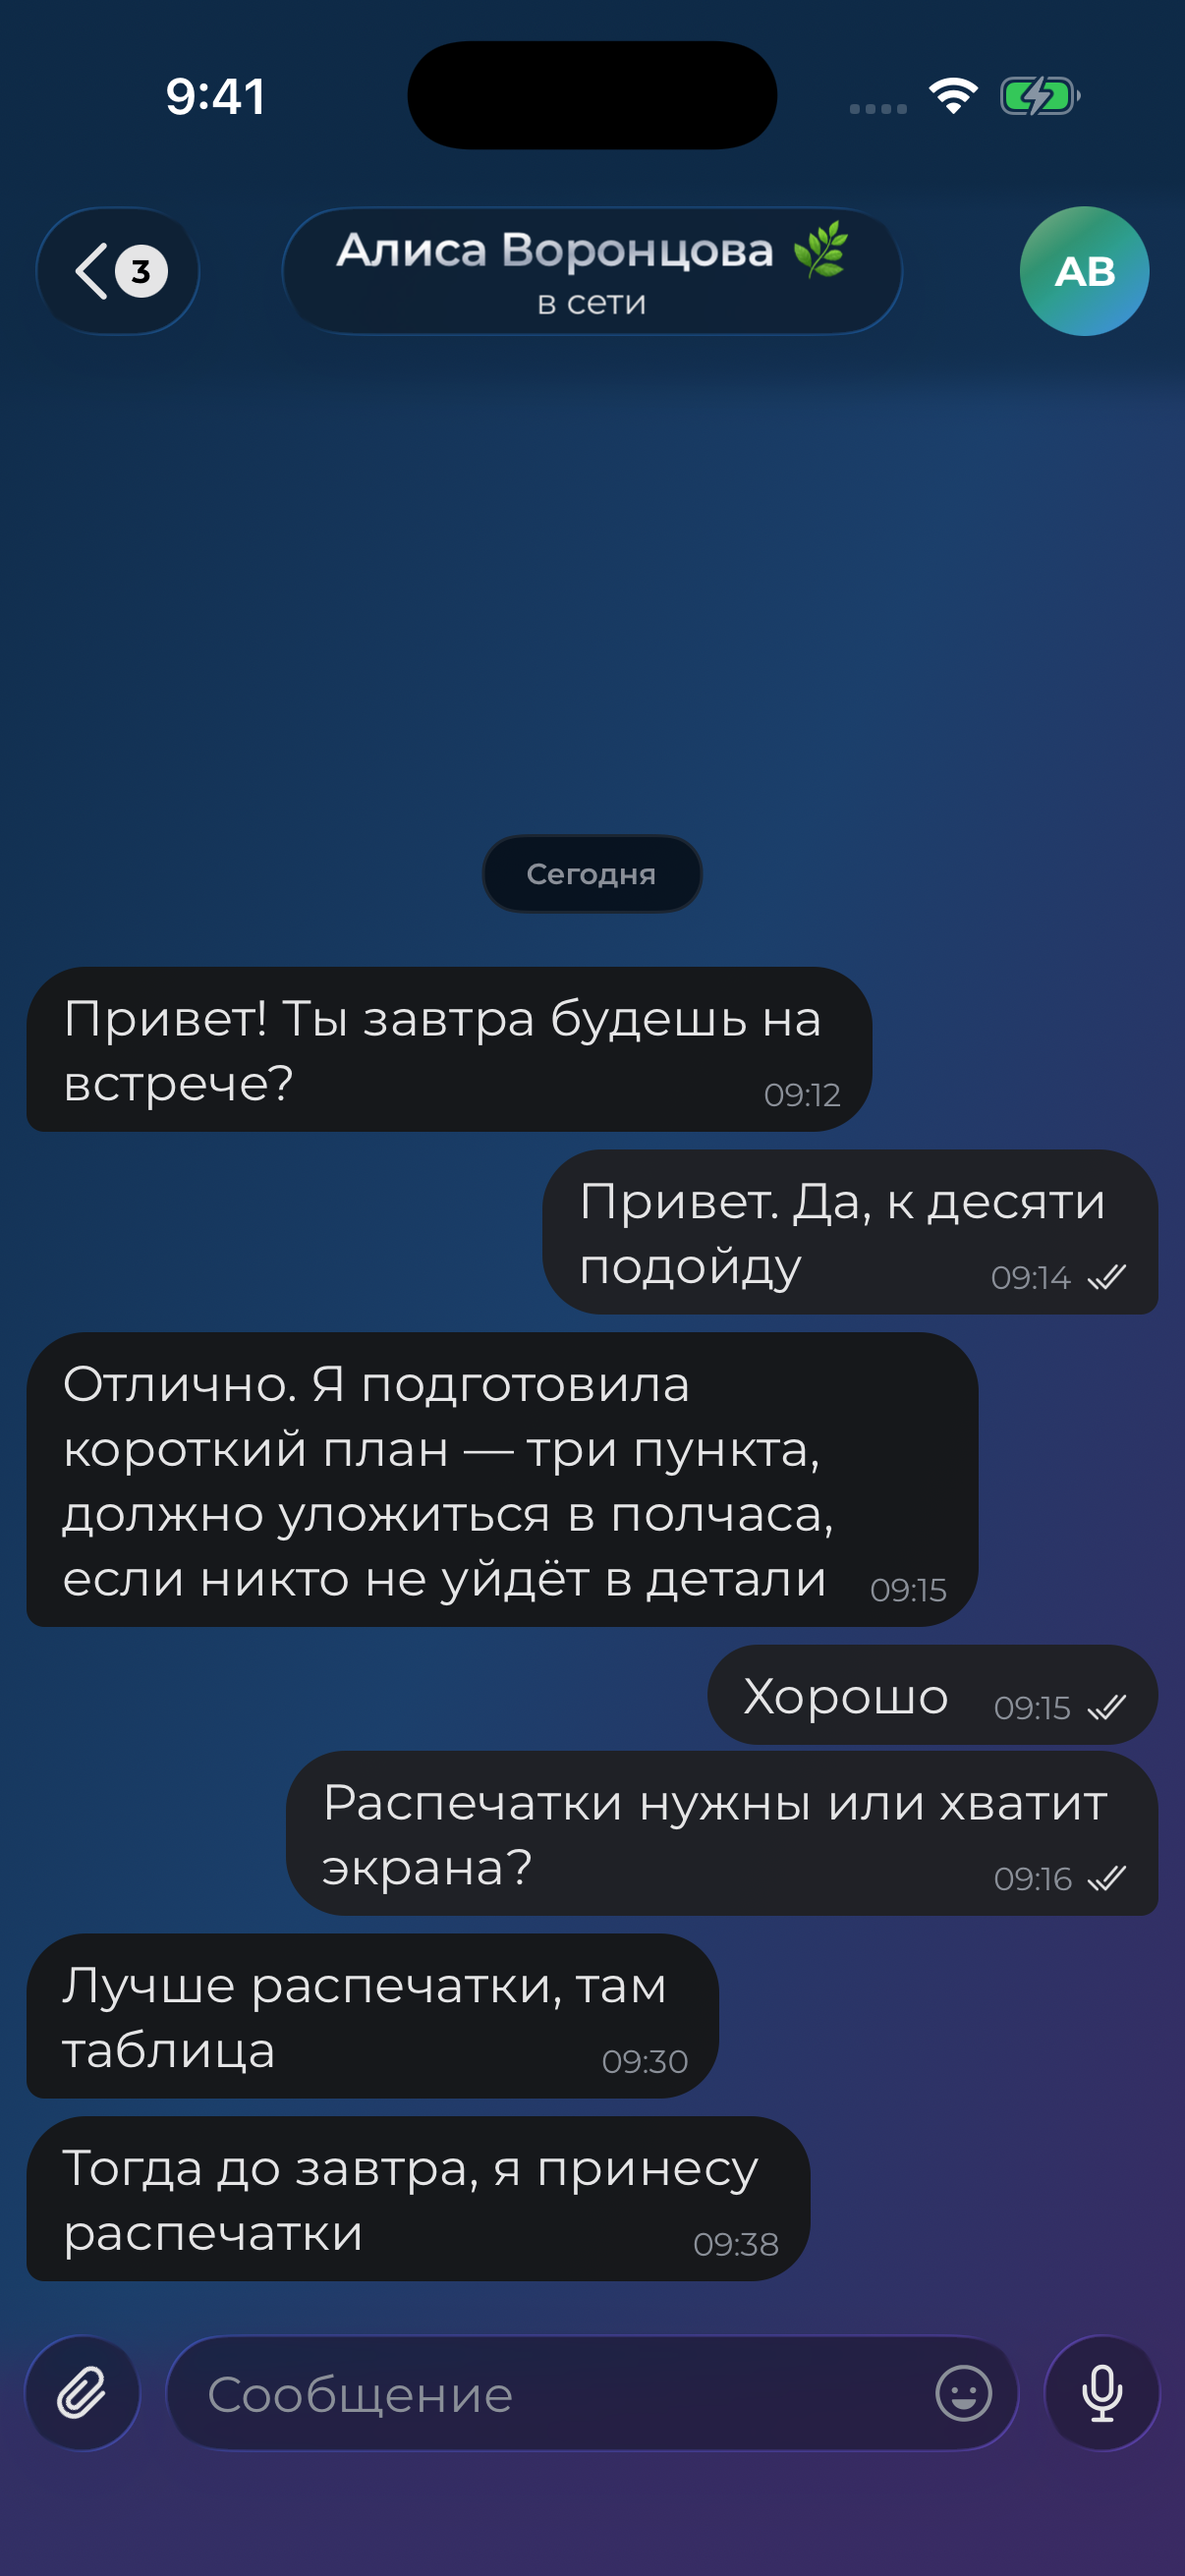 9:41
3
Алиса Воронцова 🌿
в сети
АВ
Сегодня
Привет! Ты завтра будешь на
встрече?
09:12
Привет. Да, к десяти
подойду
09:14
Отлично. Я подготовила
короткий план — три пункта,
должно уложиться в полчаса,
если никто не уйдёт в детали
09:15
Хорошо
09:15
Распечатки нужны или хватит
экрана?
09:16
Лучше распечатки, там
таблица
09:30
Тогда до завтра, я принесу
распечатки
09:38
Сообщение